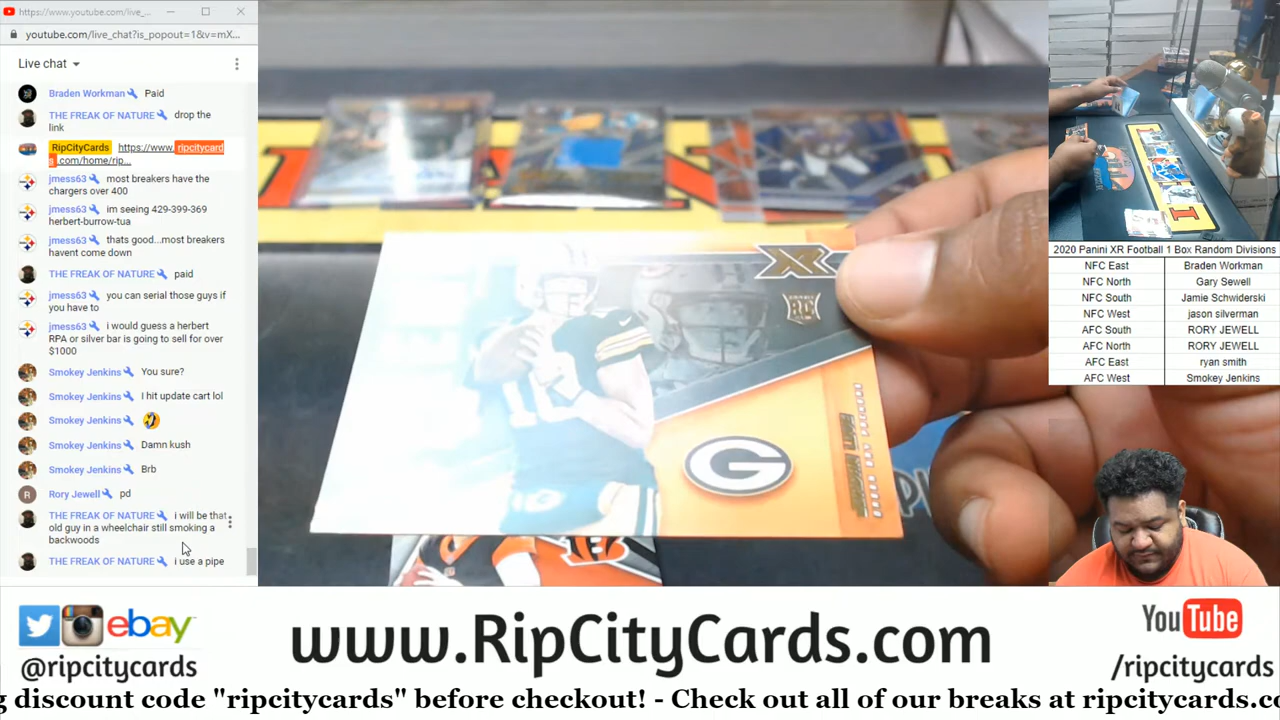 https://www.youtube.com/live_...
youtube.com/live_chat?is_popout=1&v=mX...
Live chat
Braden Workman Paid
THE FREAK OF NATURE drop the
link
RipCityCards https://www.ripcitycard
s.com/home/rip...
jmess63 most breakers have the
chargers over 400
jmess63 im seeing 429-399-369
herbert-burrow-tua
jmess63 thats good...most breakers
havent come down
THE FREAK OF NATURE paid
jmess63 you can serial those guys if
you have to
jmess63 i would guess a herbert
RPA or silver bar is going to sell for over
$1000
Smokey Jenkins You sure?
Smokey Jenkins I hit update cart lol
Smokey Jenkins 🤣
Smokey Jenkins Damn kush
Smokey Jenkins Brb
R Rory Jewell pd
THE FREAK OF NATURE i will be that
old guy in a wheelchair still smoking a
backwoods
THE FREAK OF NATURE i use a pipe
XR
RC
G
2020 Panini XR Football 1 Box Random Divisions
NFC East Braden Workman
NFC North Gary Sewell
NFC South Jamie Schwiderski
NFC West jason silverman
AFC South RORY JEWELL
AFC North RORY JEWELL
AFC East ryan smith
AFC West Smokey Jenkins
ebay
@ripcitycards
www.RipCityCards.com
YouTube
/ripcitycards
g discount code "ripcitycards" before checkout! - Check out all of our breaks at ripcitycards.co